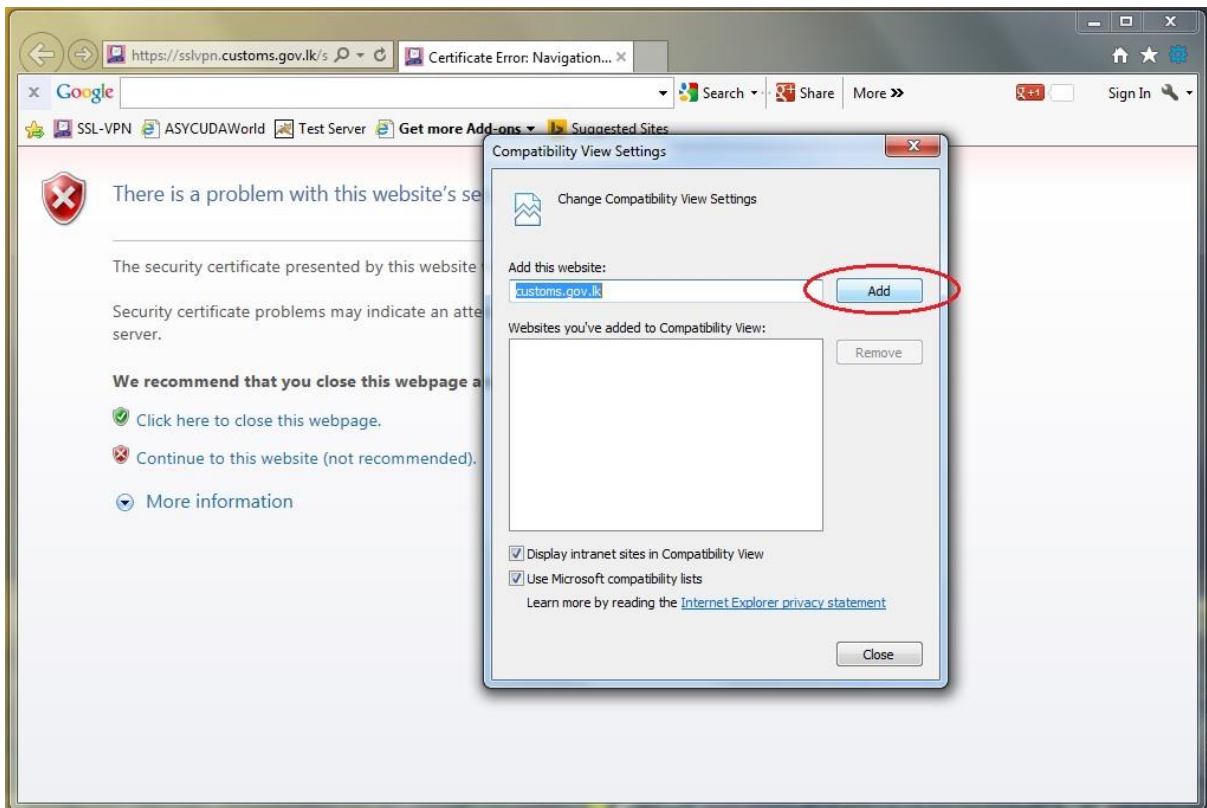 https://sslvpn.customs.gov.lk/s
Certificate Error: Navigation...
x Google
Search
Share
More »
g+1
Sign In
SSL-VPN
ASYCUDAWorld
Test Server
Get more Add-ons
Suggested Sites
There is a problem with this website's se
The security certificate presented by this website
Security certificate problems may indicate an atte
server.
We recommend that you close this webpage a
Click here to close this webpage.
Continue to this website (not recommended).
More information
Compatibility View Settings
Change Compatibility View Settings
Add this website:
customs.gov.lk
Add
Websites you've added to Compatibility View:
Remove
Display intranet sites in Compatibility View
Use Microsoft compatibility lists
Learn more by reading the Internet Explorer privacy statement
Close